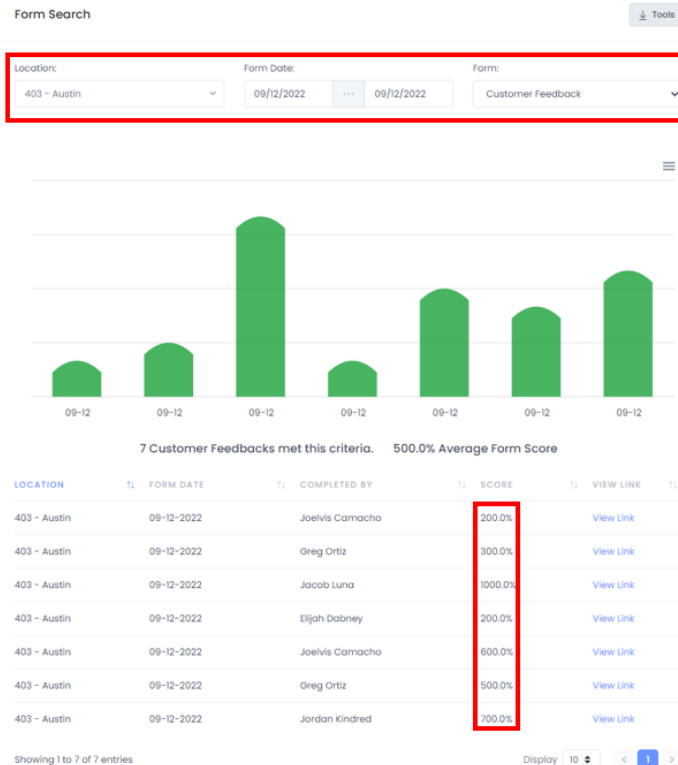 Form Search
Tools
Location: Form Date: Form:
403 - Austin 09/12/2022 ... 09/12/2022 Customer Feedback
09-12 09-12 09-12 09-12 09-12 09-12 09-12
7 Customer Feedbacks met this criteria. 500.0% Average Form Score
LOCATION FORM DATE COMPLETED BY SCORE VIEW LINK
403 - Austin 09-12-2022 Joelvis Camacho 200.0% View Link
403 - Austin 09-12-2022 Greg Ortiz 300.0% View Link
403 - Austin 09-12-2022 Jacob Luna 1000.0% View Link
403 - Austin 09-12-2022 Elijah Dabney 200.0% View Link
403 - Austin 09-12-2022 Joelvis Camacho 600.0% View Link
403 - Austin 09-12-2022 Greg Ortiz 500.0% View Link
403 - Austin 09-12-2022 Jordan Kindred 700.0% View Link
Showing 1 to 7 of 7 entries Display 10 < 1 >